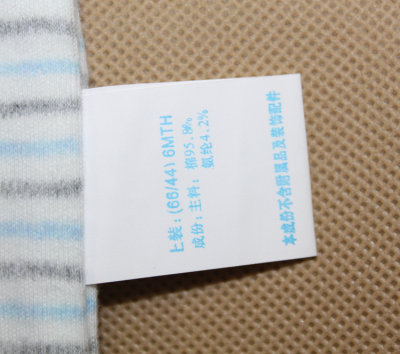 上装:(66/44) 6MTH
成份:主料: 棉95.8%
氨纶4.2%
本成份不含附属品及装饰配件